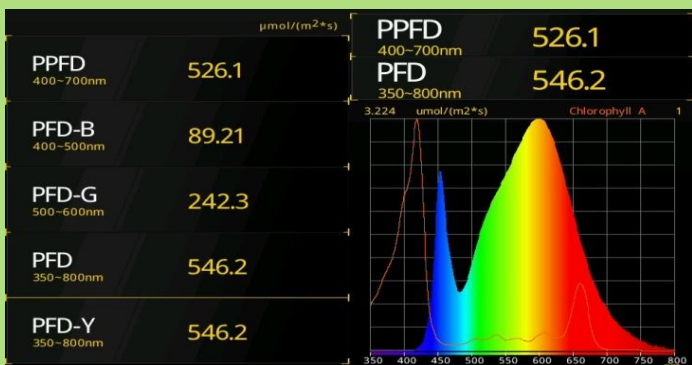 µmol/(m²*s)
PPFD
400~700nm
526.1
PFD-B
400~500nm
89.21
PFD-G
500~600nm
242.3
PFD
350~800nm
546.2
PFD-Y
350~800nm
546.2
PPFD
400~700nm
526.1
PFD
350~800nm
546.2
3.224 umol/(m2*s) Chlorophyll A 1
350 400 450 500 550 600 650 700 750 800